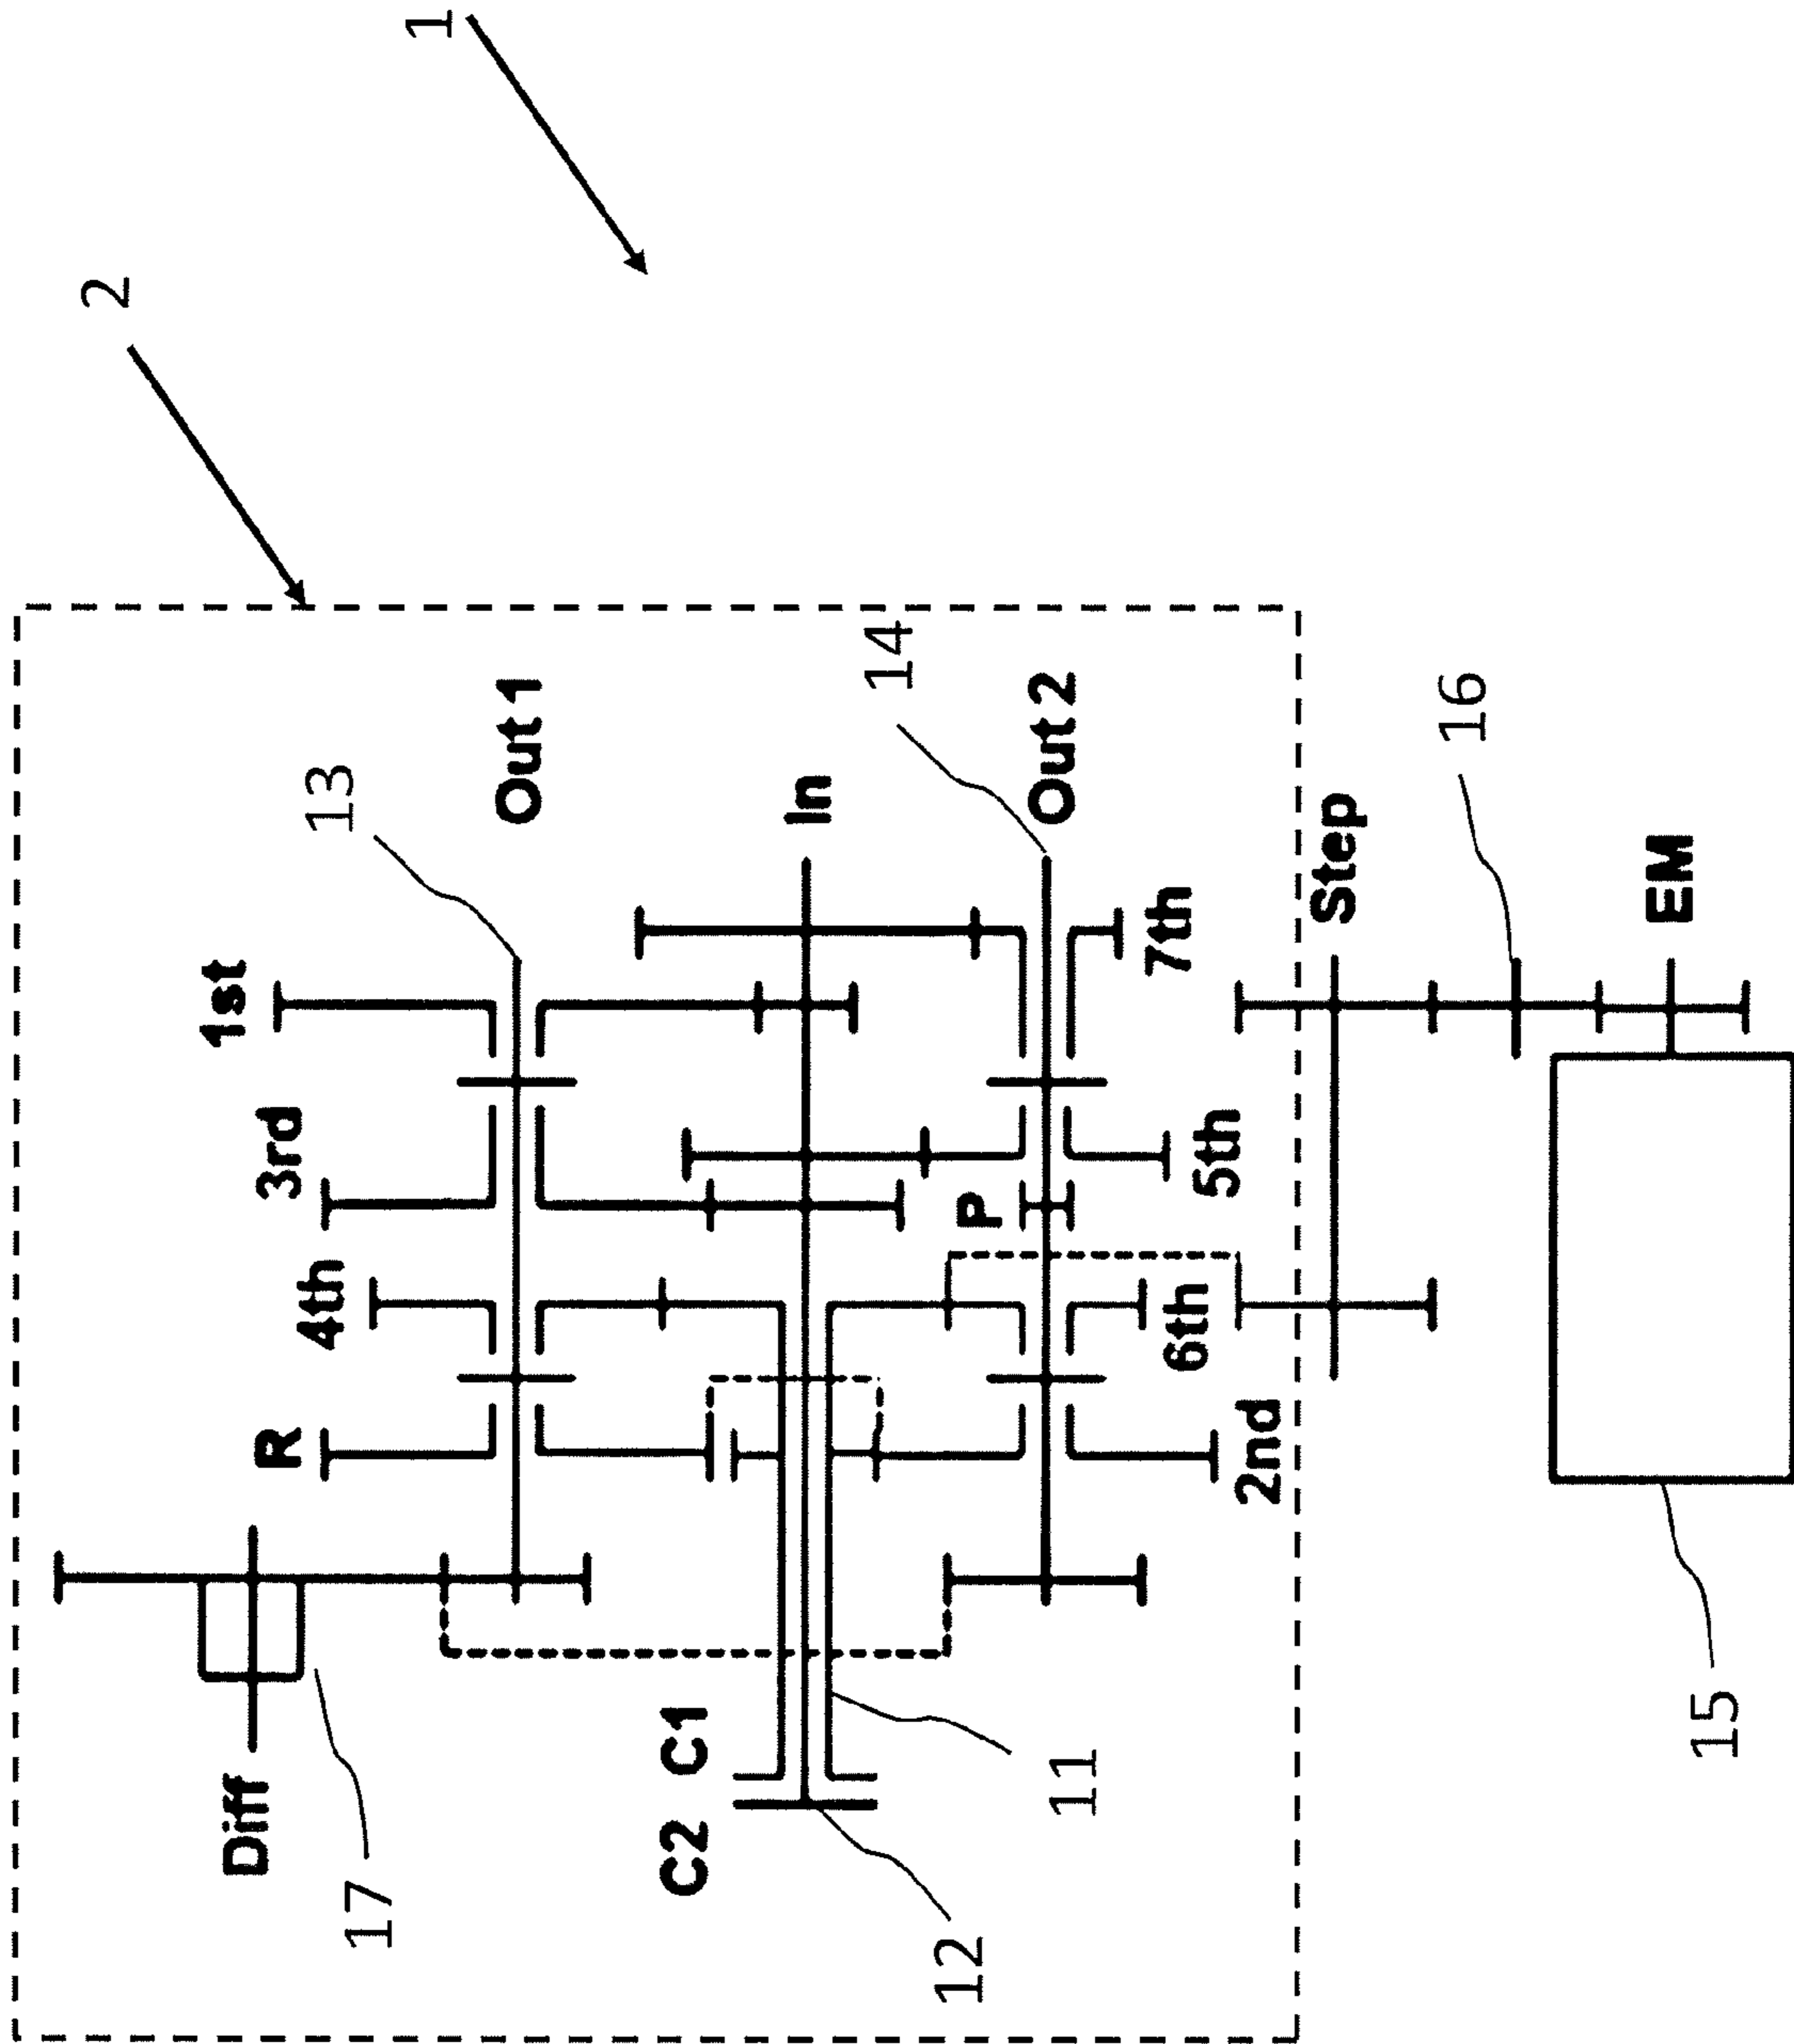 1
2
13
Out 1
14
In
Out 2
16
Step
EM
1st
3rd
4th
R
7th
5th
P
6th
2nd
Diff
17
C2 C1
12
11
15